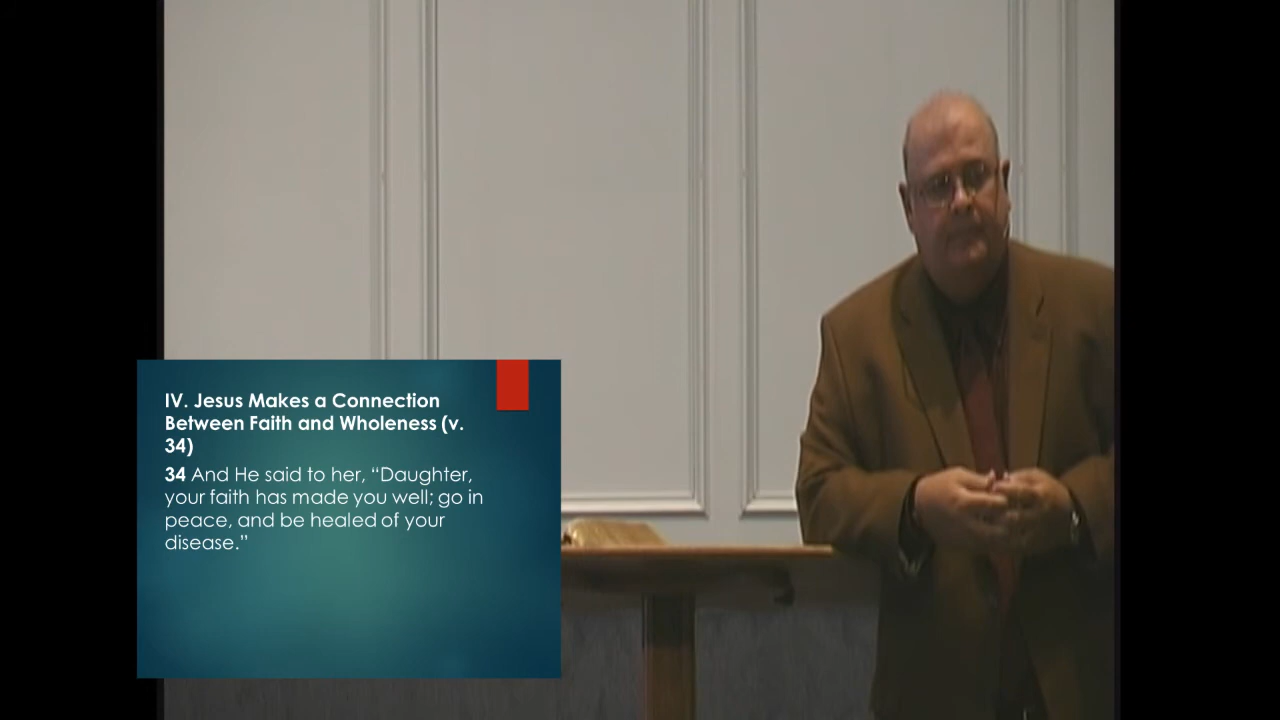 IV. Jesus Makes a Connection
Between Faith and Wholeness (v.
34)
34 And He said to her, “Daughter,
your faith has made you well; go in
peace, and be healed of your
disease.”